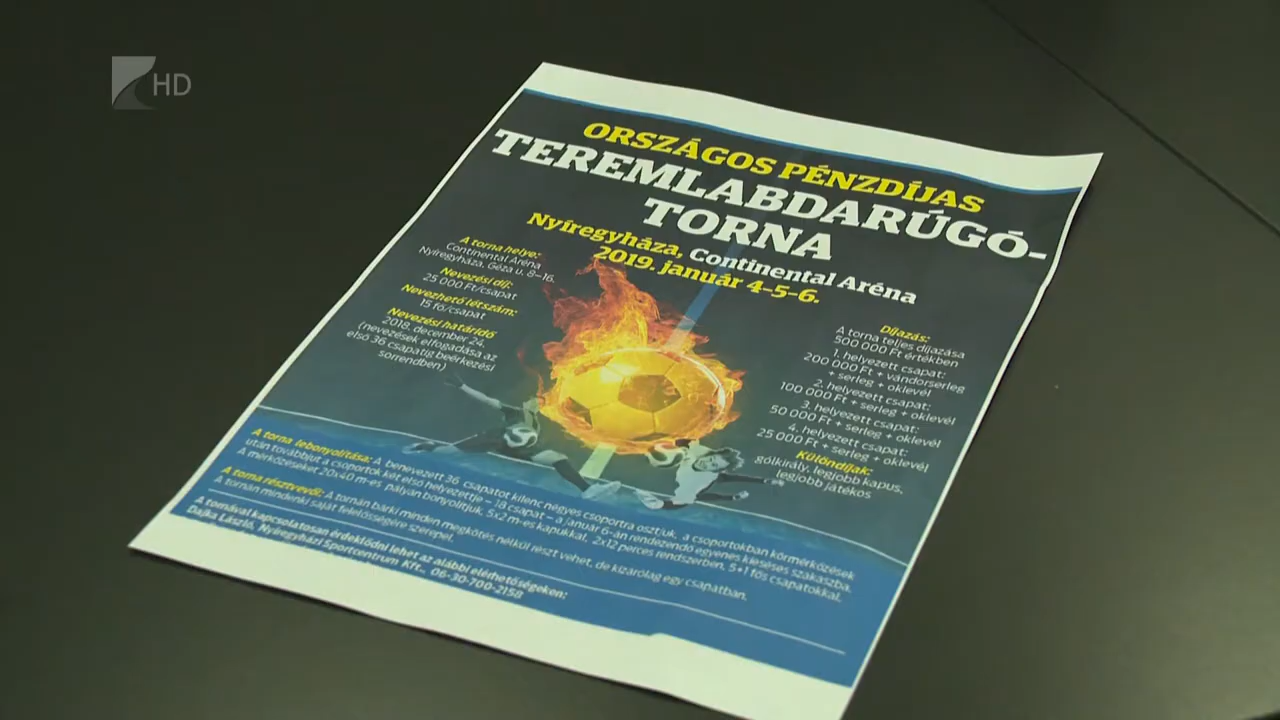 HD
ORSZÁGOS PÉNZDÍJAS
TEREMLABDARÚGÓ-
TORNA
Nyíregyháza, Continental Aréna
2019. január 4-5-6.
A torna helye:
Continental Aréna
Nyíregyháza, Géza u. 8–16.
Nevezési díj:
25 000 Ft/csapat
Nevezhető létszám:
15 fő/csapat
Nevezési határidő
2018. december 24.
(nevezések elfogadása az
első 36 csapatig beérkezési
sorrendben)
Díjazás:
A torna teljes díjazása
500 000 Ft értékben
1. helyezett csapat:
200 000 Ft + vándorserleg
+ serleg + oklevél
2. helyezett csapat:
100 000 Ft + serleg + oklevél
3. helyezett csapat:
50 000 Ft + serleg + oklevél
4. helyezett csapat:
25 000 Ft + serleg + oklevél
Különdíjak:
gólkirály, legjobb kapus,
legjobb játékos
A torna lebonyolítása: A benevezett 36 csapatot kilenc négyes csoportra osztjuk, a csoportokban körmérkőzések
után továbbjut a csoportok két első helyezettje – 18 csapat – a január 6-án rendezendő egyenes kieséses szakaszba.
A mérkőzéseket 20x40 m-es pályán bonyolítjuk, 5x2 m-es kapukkal, 2x12 perces rendszerben, 5+1 fős csapatokkal.
A torna résztvevői: A tornán bárki minden megkötés nélkül részt vehet, de kizárólag egy csapatban.
A tornán mindenki saját felelősségére szerepel.
A tornával kapcsolatosan érdeklődni lehet az alábbi elérhetőségeken:
Dajka László, Nyíregyházi Sportcentrum Kft., 06-30-700-2158